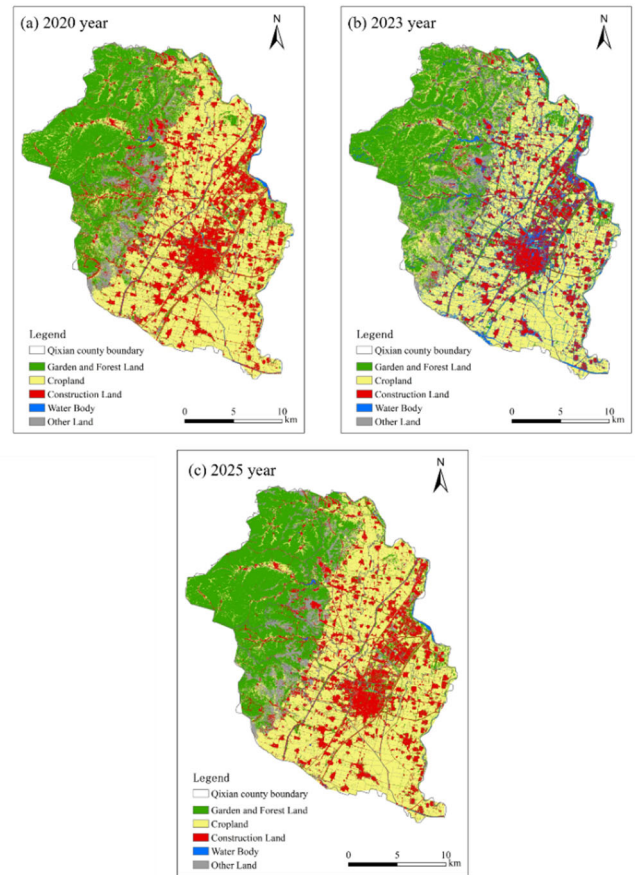 (a) 2020 year
N
Legend
Qixian county boundary
Garden and Forest Land
Cropland
Construction Land
Water Body
Other Land
0 5 10
km
(b) 2023 year
N
Legend
Qixian county boundary
Garden and Forest Land
Cropland
Construction Land
Water Body
Other Land
0 5 10
km
(c) 2025 year
N
Legend
Qixian county boundary
Garden and Forest Land
Cropland
Construction Land
Water Body
Other Land
0 5 10
km